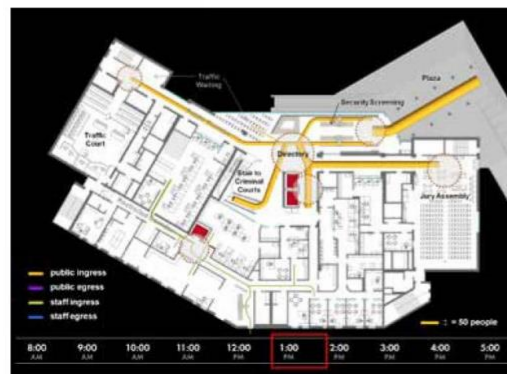 Plaza
Traffic
Waiting
Security Screening
Traffic
Court
Directory
Stair to
Criminal
Courts
Jury Assembly
public ingress
public egress
staff ingress
staff egress
: = 50 people
8:00
AM
9:00
AM
10:00
AM
11:00
AM
12:00
PM
1:00
PM
2:00
PM
3:00
PM
4:00
PM
5:00
PM